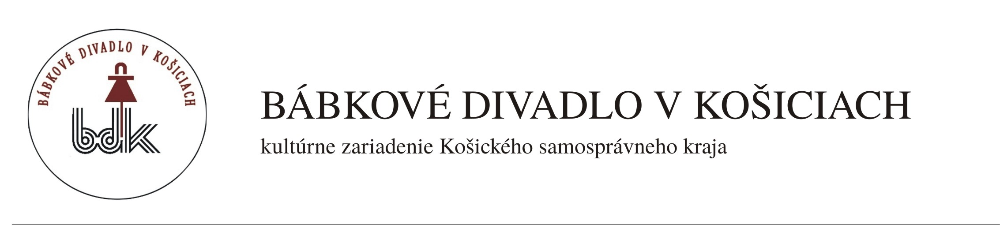 BÁBKOVÉ DIVADLO V KOŠICIACH
bdk
BÁBKOVÉ DIVADLO V KOŠICIACH
kultúrne zariadenie Košického samosprávneho kraja